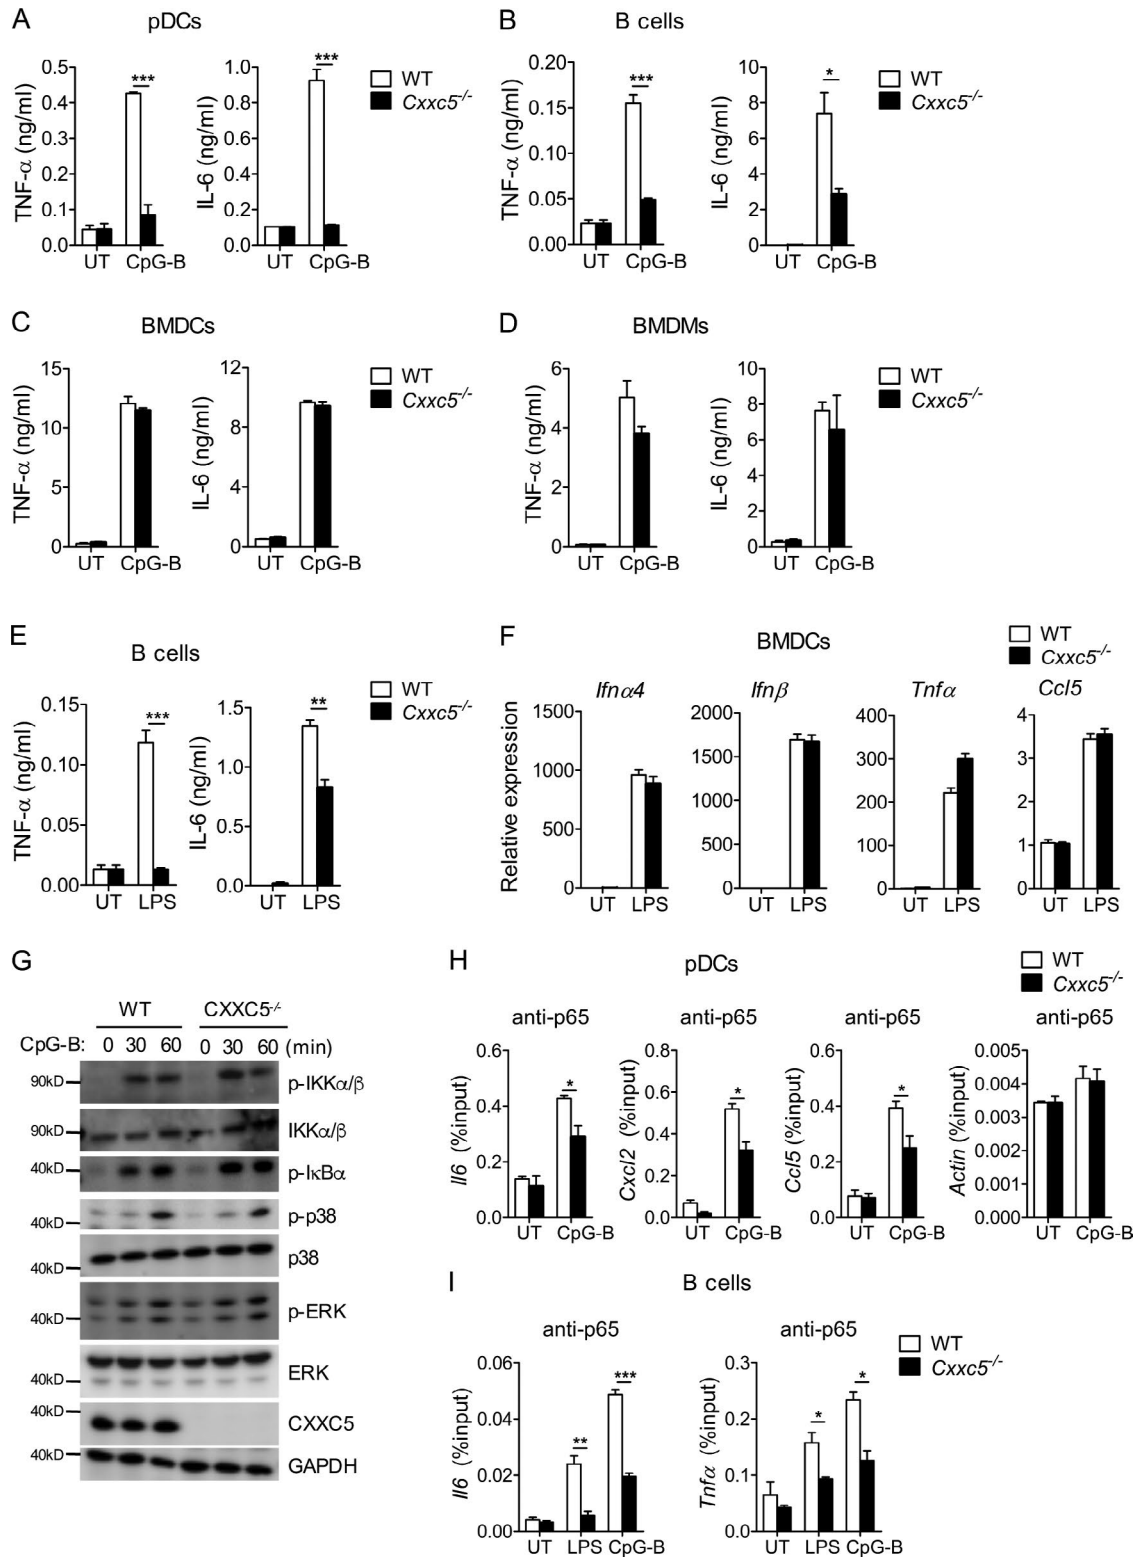 A
pDCs
TNF-α (ng/ml)
0.5
0.4
0.3
0.2
0.1
0.0
***
UT CpG-B
IL-6 (ng/ml)
1.0
0.8
0.6
0.4
0.2
0.0
***
UT CpG-B
B
B cells
TNF-α (ng/ml)
0.20
0.15
0.10
0.05
0.00
***
UT CpG-B
IL-6 (ng/ml)
10
8
6
4
2
0
*
UT CpG-B
WT
Cxxc5-/-
C
BMDCs
TNF-α (ng/ml)
15
10
5
0
UT CpG-B
IL-6 (ng/ml)
12
8
4
0
UT CpG-B
WT
Cxxc5-/-
D
BMDMs
TNF-α (ng/ml)
6
4
2
0
UT CpG-B
IL-6 (ng/ml)
10
8
6
4
2
0
UT CpG-B
WT
Cxxc5-/-
E
B cells
TNF-α (ng/ml)
0.15
0.10
0.05
0.00
***
UT LPS
IL-6 (ng/ml)
1.5
1.0
0.5
0.0
**
UT LPS
WT
Cxxc5-/-
F
BMDCs
WT
Cxxc5-/-
Relative expression
Ifnα4
1500
1000
500
0
UT LPS
Ifnβ
2000
1500
1000
500
0
UT LPS
Tnfα
400
300
200
100
0
UT LPS
Ccl5
4
3
2
1
0
UT LPS
G
WT CXXC5-/-
CpG-B: 0 30 60 0 30 60 (min)
90kD p-IKKα/β
90kD IKKα/β
40kD p-IκBα
40kD p-p38
40kD p38
40kD p-ERK
40kD ERK
40kD CXXC5
40kD GAPDH
H
pDCs
WT
Cxxc5-/-
anti-p65
Il6 (%input)
0.6
0.4
0.2
0.0
*
UT CpG-B
anti-p65
Cxcl2 (%input)
0.8
0.6
0.4
0.2
0.0
*
UT CpG-B
anti-p65
Ccl5 (%input)
0.6
0.4
0.2
0.0
*
UT CpG-B
anti-p65
Actin (%input)
0.005
0.004
0.003
0.002
0.001
0.000
UT CpG-B
I
B cells
anti-p65
Il6 (%input)
0.06
0.04
0.02
0.00
**
***
UT LPS CpG-B
anti-p65
Tnfα (%input)
0.3
0.2
0.1
0.0
*
*
UT LPS CpG-B
WT
Cxxc5-/-